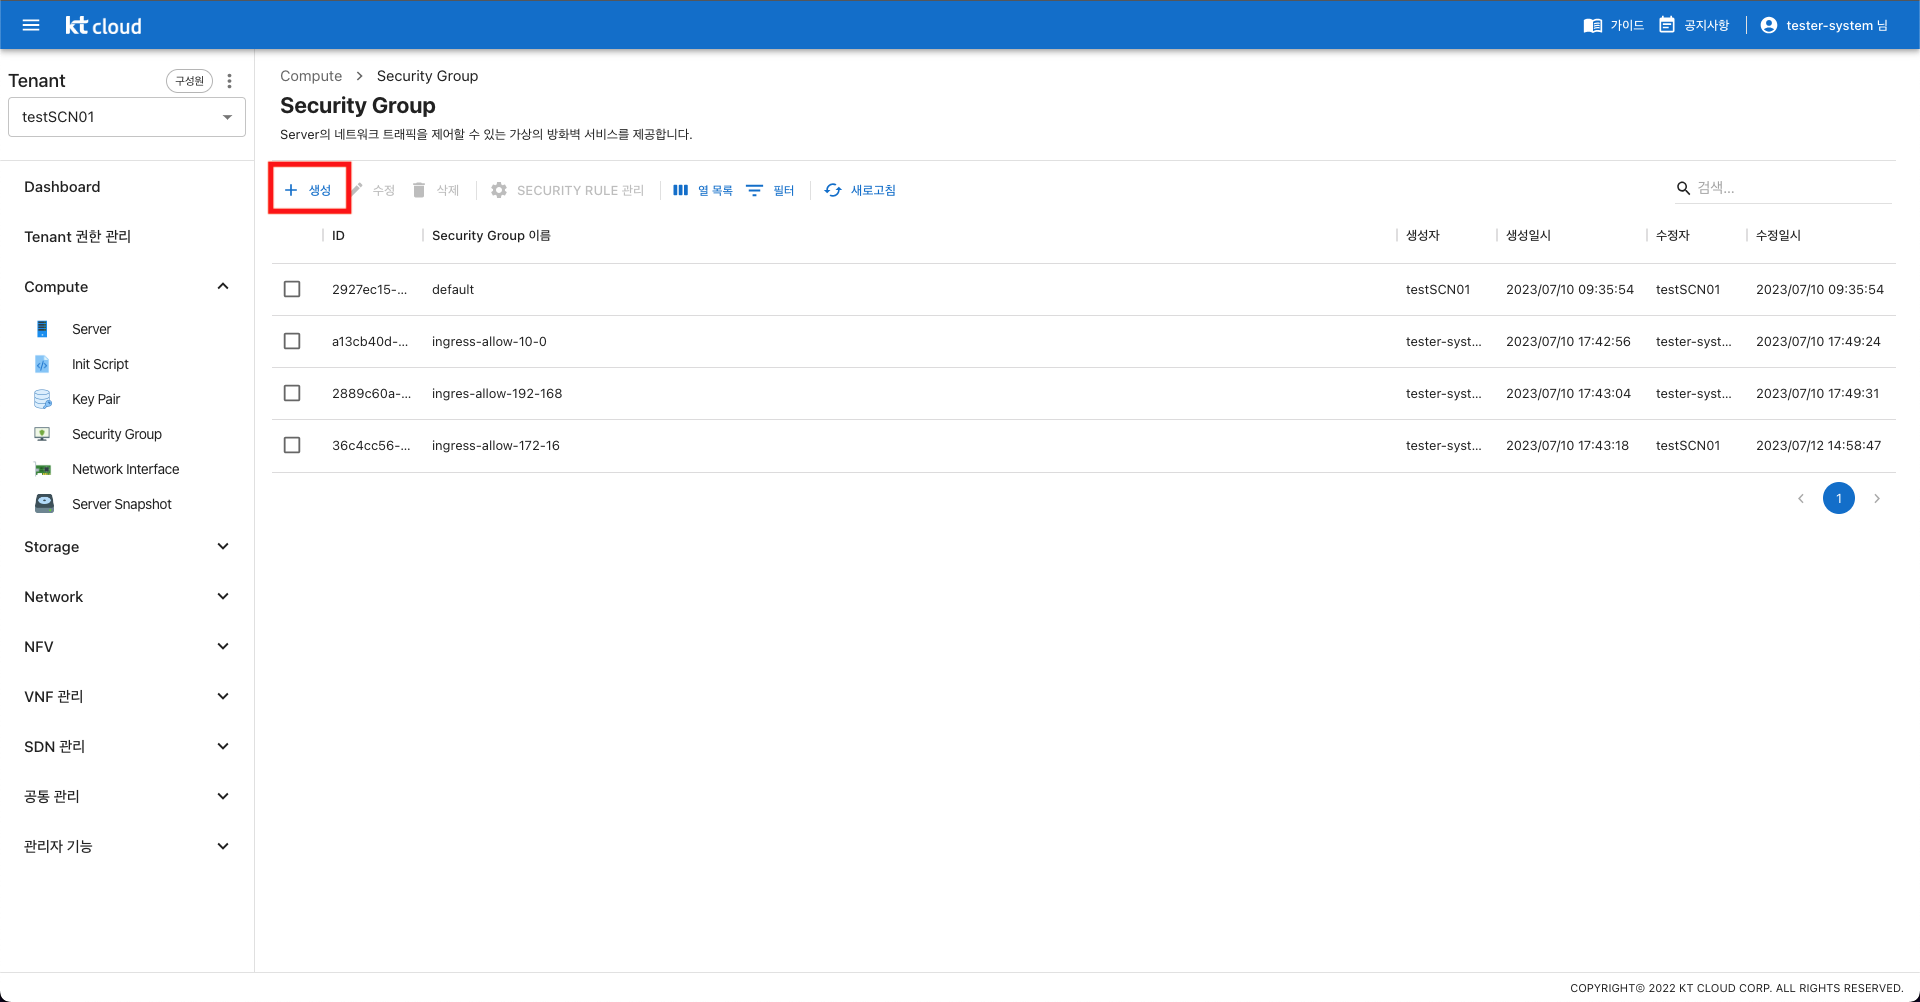 kt cloud
가이드
공지사항
tester-system 님
Tenant
구성원
testSCN01
Dashboard
Tenant 권한 관리
Compute
Server
Init Script
Key Pair
Security Group
Network Interface
Server Snapshot
Storage
Network
NFV
VNF 관리
SDN 관리
공통 관리
관리자 기능
Compute > Security Group
Security Group
Server의 네트워크 트래픽을 제어할 수 있는 가상의 방화벽 서비스를 제공합니다.
+ 생성 수정 삭제 SECURITY RULE 관리 열 목록 필터 새로고침 검색...
ID Security Group 이름 생성자 생성일시 수정자 수정일시
2927ec15-... default testSCN01 2023/07/10 09:35:54 testSCN01 2023/07/10 09:35:54
a13cb40d-... ingress-allow-10-0 tester-syst... 2023/07/10 17:42:56 tester-syst... 2023/07/10 17:49:24
2889c60a-... ingres-allow-192-168 tester-syst... 2023/07/10 17:43:04 tester-syst... 2023/07/10 17:49:31
36c4cc56-... ingress-allow-172-16 tester-syst... 2023/07/10 17:43:18 testSCN01 2023/07/12 14:58:47
1
COPYRIGHT© 2022 KT CLOUD CORP. ALL RIGHTS RESERVED.